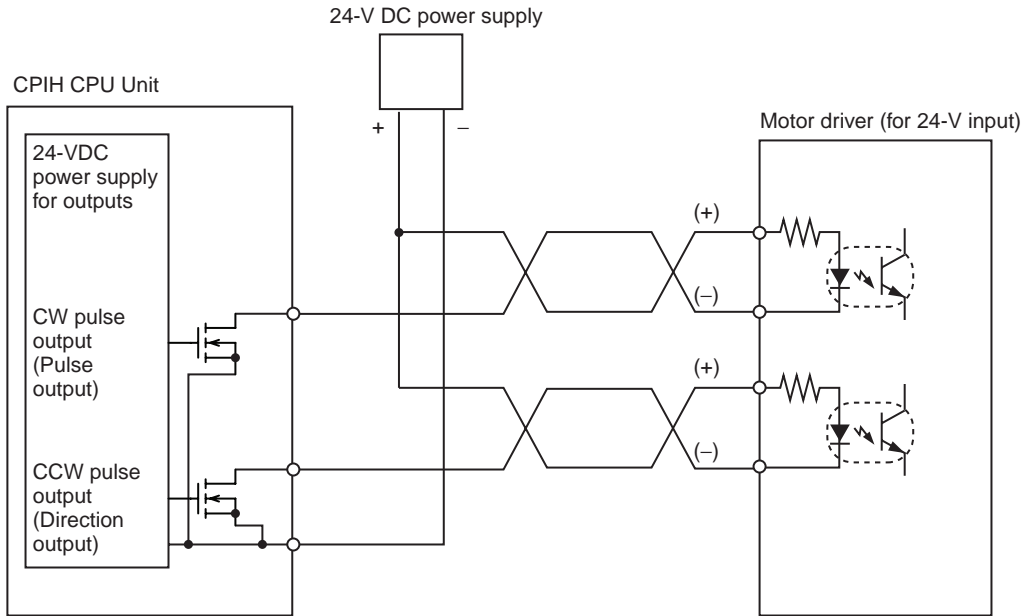 24-V DC power supply
CPIH CPU Unit
+ −
Motor driver (for 24-V input)
24-VDC
power supply
for outputs
(+)
(−)
CW pulse
output
(Pulse
output)
(+)
(−)
CCW pulse
output
(Direction
output)